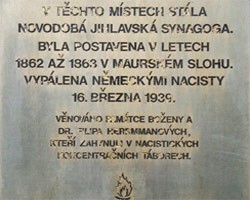 V TĚCHTO MÍSTECH STÁLA
NOVODOBÁ JIHLAVSKÁ SYNAGOGA.
BYLA POSTAVENA V LETECH
1862 AŽ 1863 V MAURSKÉM SLOHU.
VYPÁLENA NĚMECKÝMI NACISTY
16. BŘEZNA 1939.
VĚNOVÁNO PAMÁTCE BOŽENY A
DR. FILIPA HERSMMANOVÝCH,
KTEŘÍ ZAHYNULI V NACISTICKÝCH
KONCENTRAČNÍCH TÁBORECH.